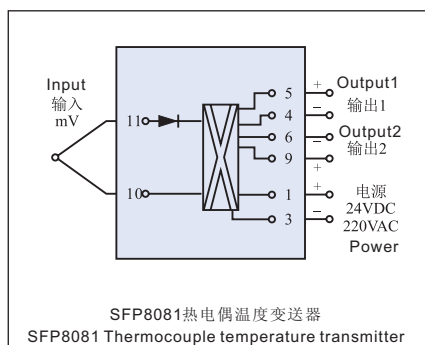 Input
输入
mV
11
10
5
4
6
9
1
3
+
Output1
−
输出1
−
Output2
输出2
+
+
电源
−
24VDC
220VAC
Power
SFP8081热电偶温度变送器
SFP8081 Thermocouple temperature transmitter